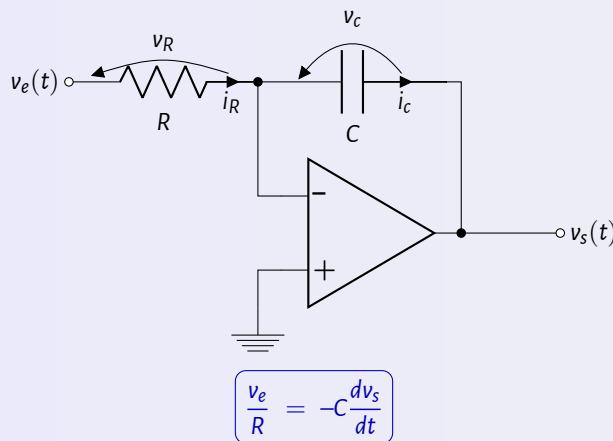 v_R
v_c
v_e(t)
i_R
i_c
R
C
-
+
v_s(t)
v_e/R = -C dv_s/dt